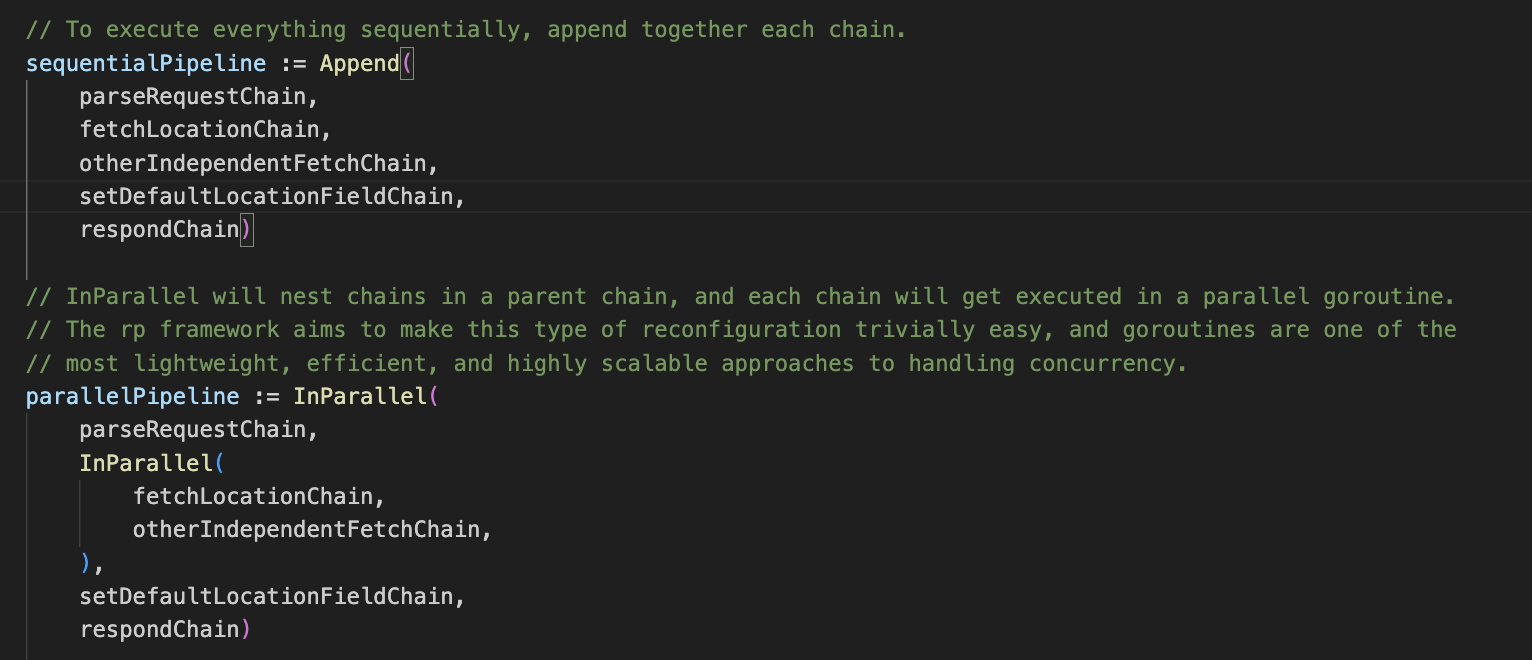 // To execute everything sequentially, append together each chain.
sequentialPipeline := Append(
    parseRequestChain,
    fetchLocationChain,
    otherIndependentFetchChain,
    setDefaultLocationFieldChain,
    respondChain)
// InParallel will nest chains in a parent chain, and each chain will get executed in a parallel goroutine.
// The rp framework aims to make this type of reconfiguration trivially easy, and goroutines are one of the
// most lightweight, efficient, and highly scalable approaches to handling concurrency.
parallelPipeline := InParallel(
    parseRequestChain,
    InParallel(
        fetchLocationChain,
        otherIndependentFetchChain,
    ),
    setDefaultLocationFieldChain,
    respondChain)